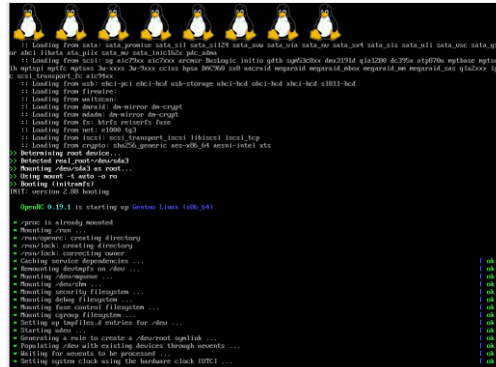 :: Loading from sata: sata_promise sata_sil sata_sil24 sata_svw sata_via sata_nv sata_sx4 sata_sis sata_uli sata_vsc sata_q
or ahci libata ata_piix sata_mv sata_inic162x pdc_adma
:: Loading from scsi: sg aic79xx aic7xxx arcmsr BusLogic initio gdth sym53c8xx dmx3191d qla1280 dc395x atp870u mptbase mptsc
ih mptspi mptfc mptsas 3w-xxxx 3w-9xxx cciss hpsa DAC960 sx8 aacraid megaraid megaraid_mbox megaraid_mm megaraid_sas qla2xxx lp
c scsi_transport_fc aic94xx
:: Loading from usb: ehci-pci ehci-hcd usb-storage uhci-hcd ohci-hcd xhci-hcd sl811-hcd
:: Loading from firewire:
:: Loading from waitscan:
:: Loading from dmraid: dm-mirror dm-crypt
:: Loading from mdadm: dm-mirror dm-crypt
:: Loading from fs: btrfs reiserfs fuse
:: Loading from net: e1000 tg3
:: Loading from iscsi: scsi_transport_iscsi libiscsi iscsi_tcp
:: Loading from crypto: sha256_generic aes-x86_64 aesni-intel xts
>> Determining root device...
>> Detected real_root=/dev/sda3
>> Mounting /dev/sda3 as root...
>> Using mount -t auto -o ro
>> Booting (initramfs)
INIT: version 2.88 booting
OpenRC 0.19.1 is starting up Gentoo Linux (x86_64)
* /proc is already mounted
* Mounting /run ...
* /run/openrc: creating directory
* /run/lock: creating directory
* /run/lock: correcting owner
* Caching service dependencies ... [ ok
* Remounting devtmpfs on /dev ... [ ok
* Mounting /dev/mqueue ... [ ok
* Mounting /dev/shm ... [ ok
* Mounting security filesystem ... [ ok
* Mounting debug filesystem ... [ ok
* Mounting fuse control filesystem ... [ ok
* Mounting cgroup filesystem ... [ ok
* Setting up tmpfiles.d entries for /dev ... [ ok
* Starting udev ... [ ok
* Generating a rule to create a /dev/root symlink ... [ ok
* Populating /dev with existing devices through uevents ... [ ok
* Waiting for uevents to be processed ... [ ok
* Setting system clock using the hardware clock [UTC] ... [ ok